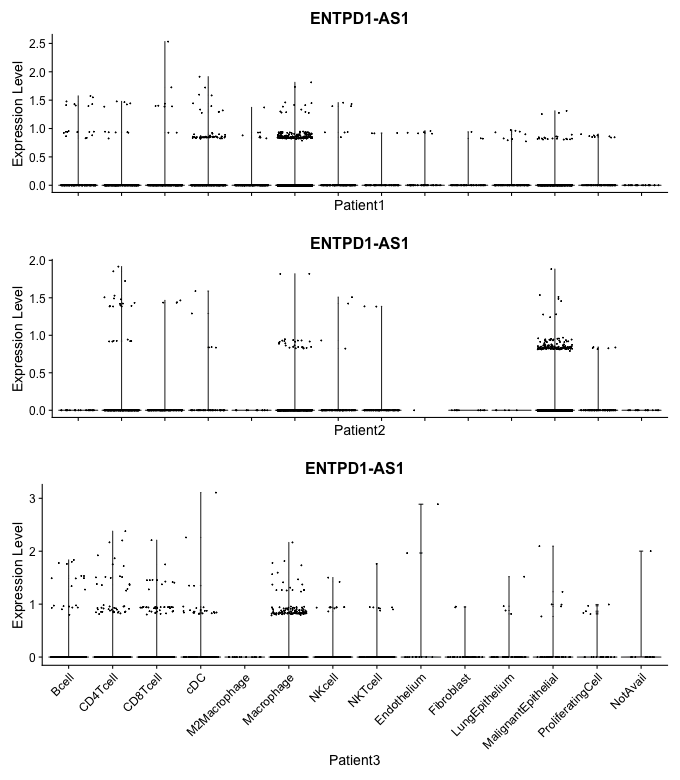 ENTPD1-AS1
Expression Level
2.5
2.0
1.5
1.0
0.5
0.0
Patient1
ENTPD1-AS1
Expression Level
2.0
1.5
1.0
0.5
0.0
Patient2
ENTPD1-AS1
Expression Level
3
2
1
0
Bcell
CD4Tcell
CD8Tcell
cDC
M2Macrophage
Macrophage
NKcell
NKTcell
Endothelium
Fibroblast
LungEpithelium
MalignantEpithelial
ProliferatingCell
NotAvail
Patient3